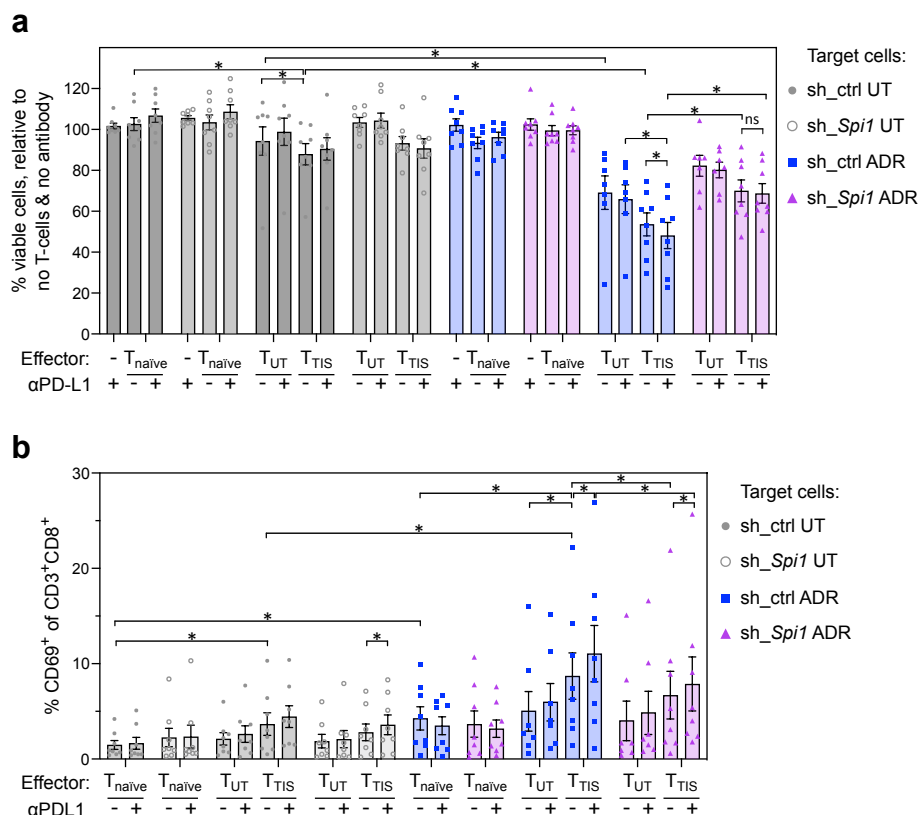 a
% viable cells, relative to
no T-cells & no antibody
120
100
80
60
40
20
0
* * * * * * * * ns
Target cells:
sh_ctrl UT
sh_Spi1 UT
sh_ctrl ADR
sh_Spi1 ADR
Effector: - Tnaïve - Tnaïve TUT TTIS TUT TTIS - Tnaïve - Tnaïve TUT TTIS TUT TTIS
αPD-L1 + - + + - + - + - + - + - + + - + + - + - + - + - + - +
b
% CD69+ of CD3+CD8+
30
20
10
5
0
* * * * * * * * * *
Target cells:
sh_ctrl UT
sh_Spi1 UT
sh_ctrl ADR
sh_Spi1 ADR
Effector: Tnaïve Tnaïve TUT TTIS TUT TTIS Tnaïve Tnaïve TUT TTIS TUT TTIS
αPDL1 - + - + - + - + - + - + - + - + - + - + - + - +